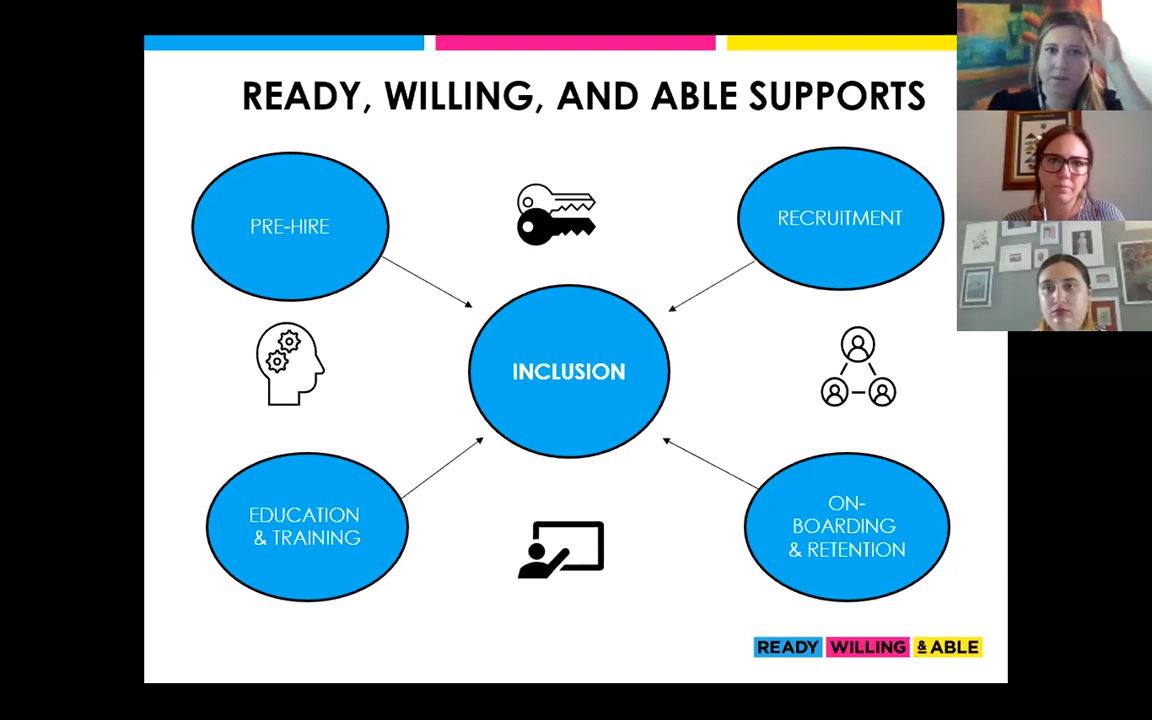 READY, WILLING, AND ABLE SUPPORTS
PRE-HIRE
RECRUITMENT
INCLUSION
EDUCATION
& TRAINING
ON-
BOARDING
& RETENTION
READY WILLING & ABLE